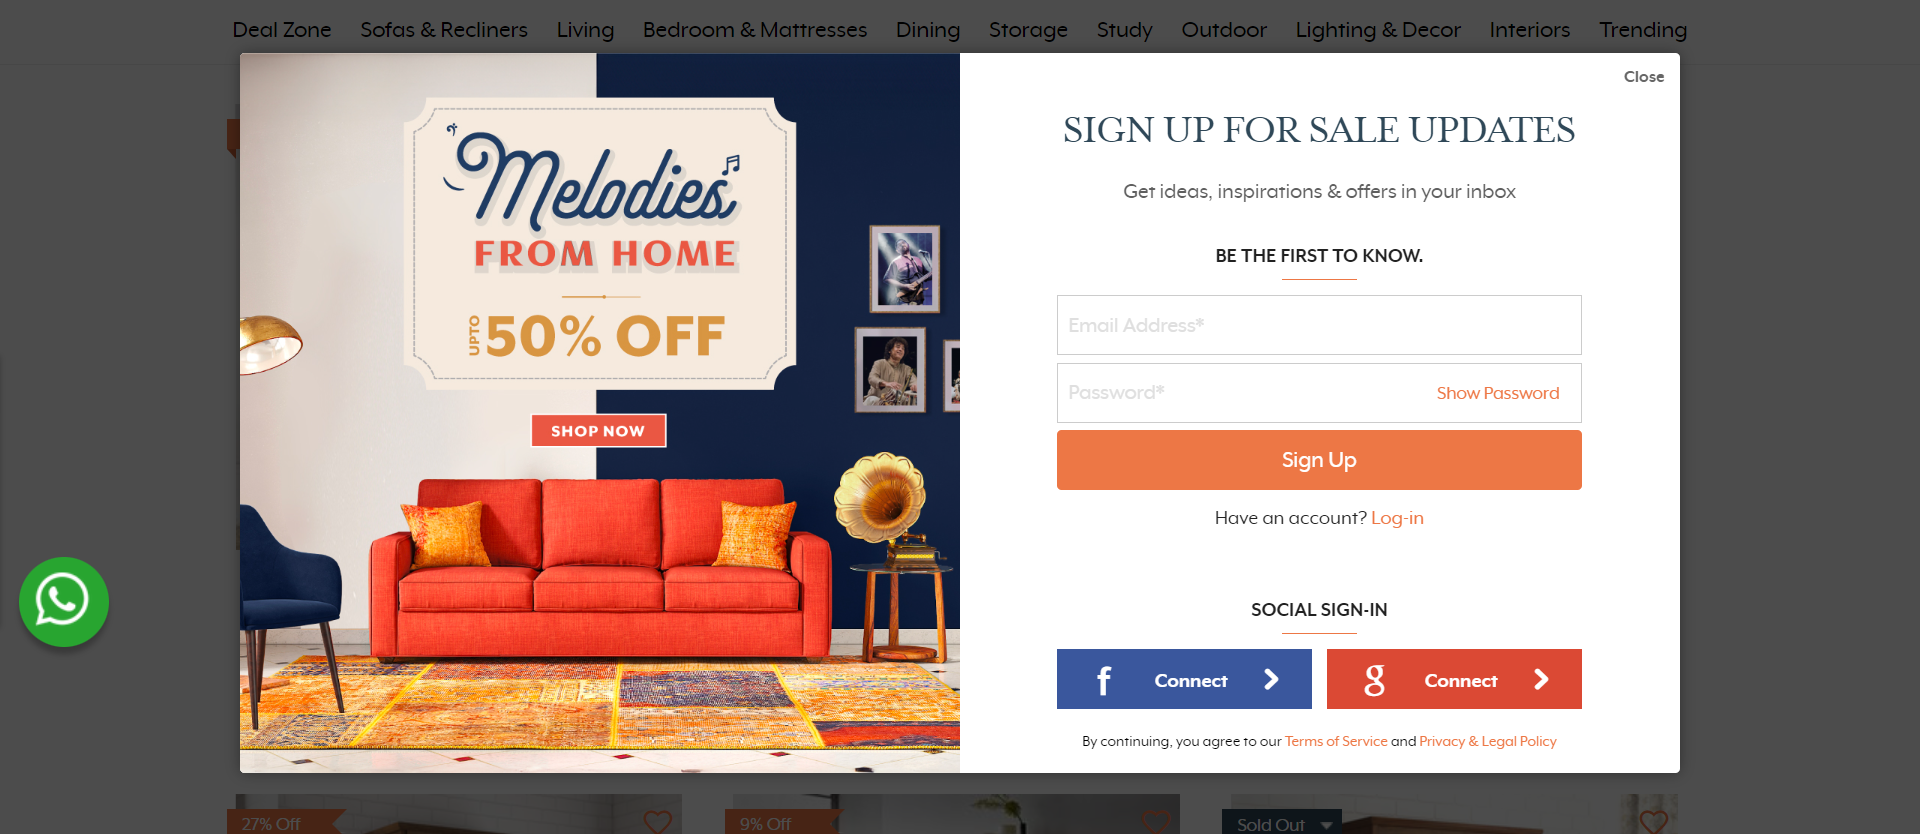 Deal Zone Sofas & Recliners Living Bedroom & Mattresses Dining Storage Study Outdoor Lighting & Decor Interiors Trending
Melodies
FROM HOME
UPTO 50% OFF
SHOP NOW
Close
SIGN UP FOR SALE UPDATES
Get ideas, inspirations & offers in your inbox
BE THE FIRST TO KNOW.
Email Address*
Password* Show Password
Sign Up
Have an account? Log-in
SOCIAL SIGN-IN
f Connect
g Connect
By continuing, you agree to our Terms of Service and Privacy & Legal Policy
27% Off
9% Off
Sold Out